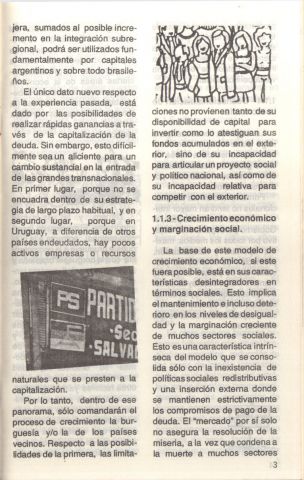 jera, sumados al posible incre-
mento en la integración subre-
gional, podrá ser utilizados fun-
damentalmente por capitales
argentinos y sobre todo brasile-
ños.
El único dato nuevo respecto
a la experiencia pasada, está
dado por las posibilidades de
realizar rápidas ganancias a tra-
vés de la capitalización de la
deuda. Sin embargo, esto difícil-
mente sea un aliciente para un
cambio sustancial en la entrada
de las grandes transnacionales.
En primer lugar, porque no se
encuadra dentro de su estrate-
gia de largo plazo habitual, y en
segundo lugar, porque en
Uruguay, a diferencia de otros
países endeudados, hay pocos
activos empresas o recursos
PS PARTI
Sec
SALVA
naturales que se presten a la
capitalización.
Por lo tanto, dentro de ese
panorama, sólo comandarán el
proceso de crecimiento la bur-
guesía y/o la de los países
vecinos. Respecto a las posibi-
lidades de la primera, las limita-
ciones no provienen tanto de su
disponibilidad de capital para
invertir como lo atestiguan sus
fondos acumulados en el exte-
rior, sino de su incapacidad
para articular un proyecto social
y político nacional, así como de
su incapacidad relativa para
competir con el exterior.
1.1.3 - Crecimiento económico
y marginación social.
La base de este modelo de
crecimiento económico, si este
fuera posible, está en sus carac-
terísticas desintegradoras en
términos sociales. Esto implica
el mantenimiento e incluso dete-
rioro en los niveles de desigual-
dad y la marginación creciente
de muchos sectores sociales.
Esto es una característica intrín-
seca del modelo que se conso-
lida sólo con la inexistencia de
políticas sociales redistributivas
y una inserción externa donde
se mantienen estrictamente
los compromisos de pago de la
deuda. El "mercado" por sí solo
no asegura la resolución de la
miseria, a la vez que condena a
la muerte a muchos sectores
3